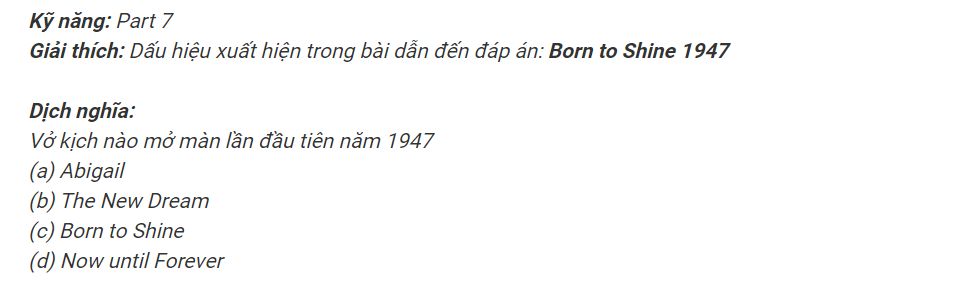 Kỹ năng: Part 7
Giải thích: Dấu hiệu xuất hiện trong bài dẫn đến đáp án: Born to Shine 1947
Dịch nghĩa:
Vở kịch nào mở màn lần đầu tiên năm 1947
(a) Abigail
(b) The New Dream
(c) Born to Shine
(d) Now until Forever